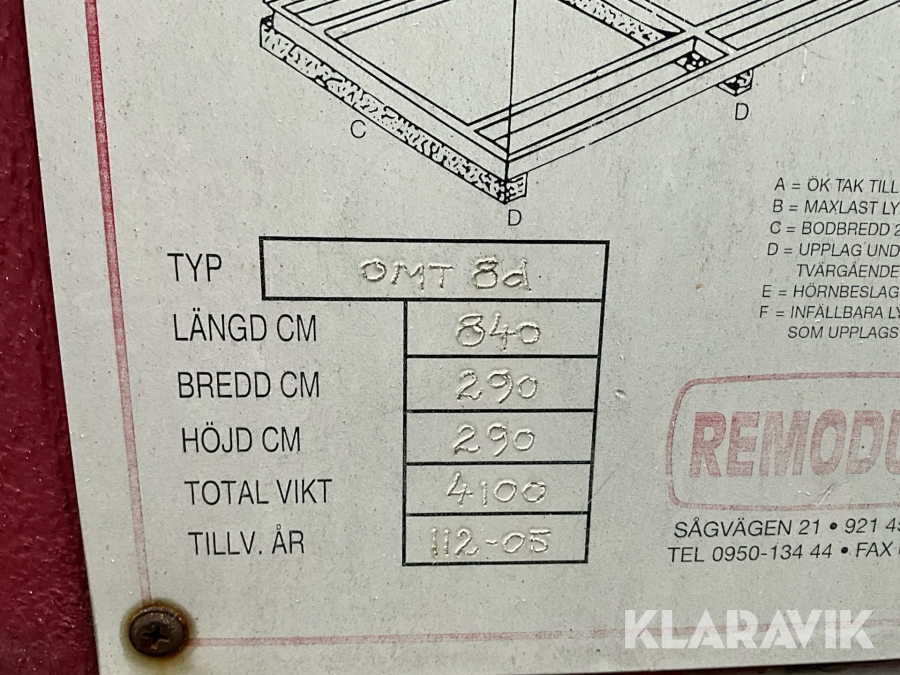 C
D
D
A = ÖK TAK TILL
B = MAXLAST LY
C = BODBREDD 2
D = UPPLAG UND
TVÄRGÅENDE
E = HÖRNBESLAG
F = INFÄLLBARA LY
SOM UPPLAGS
TYP OMT 8d
LÄNGD CM 840
BREDD CM 290
HÖJD CM 290
TOTAL VIKT 4100
TILLV. ÅR 112-05
REMODU
SÅGVÄGEN 21 • 921 45
TEL 0950-134 44 • FAX
KLARAVIK